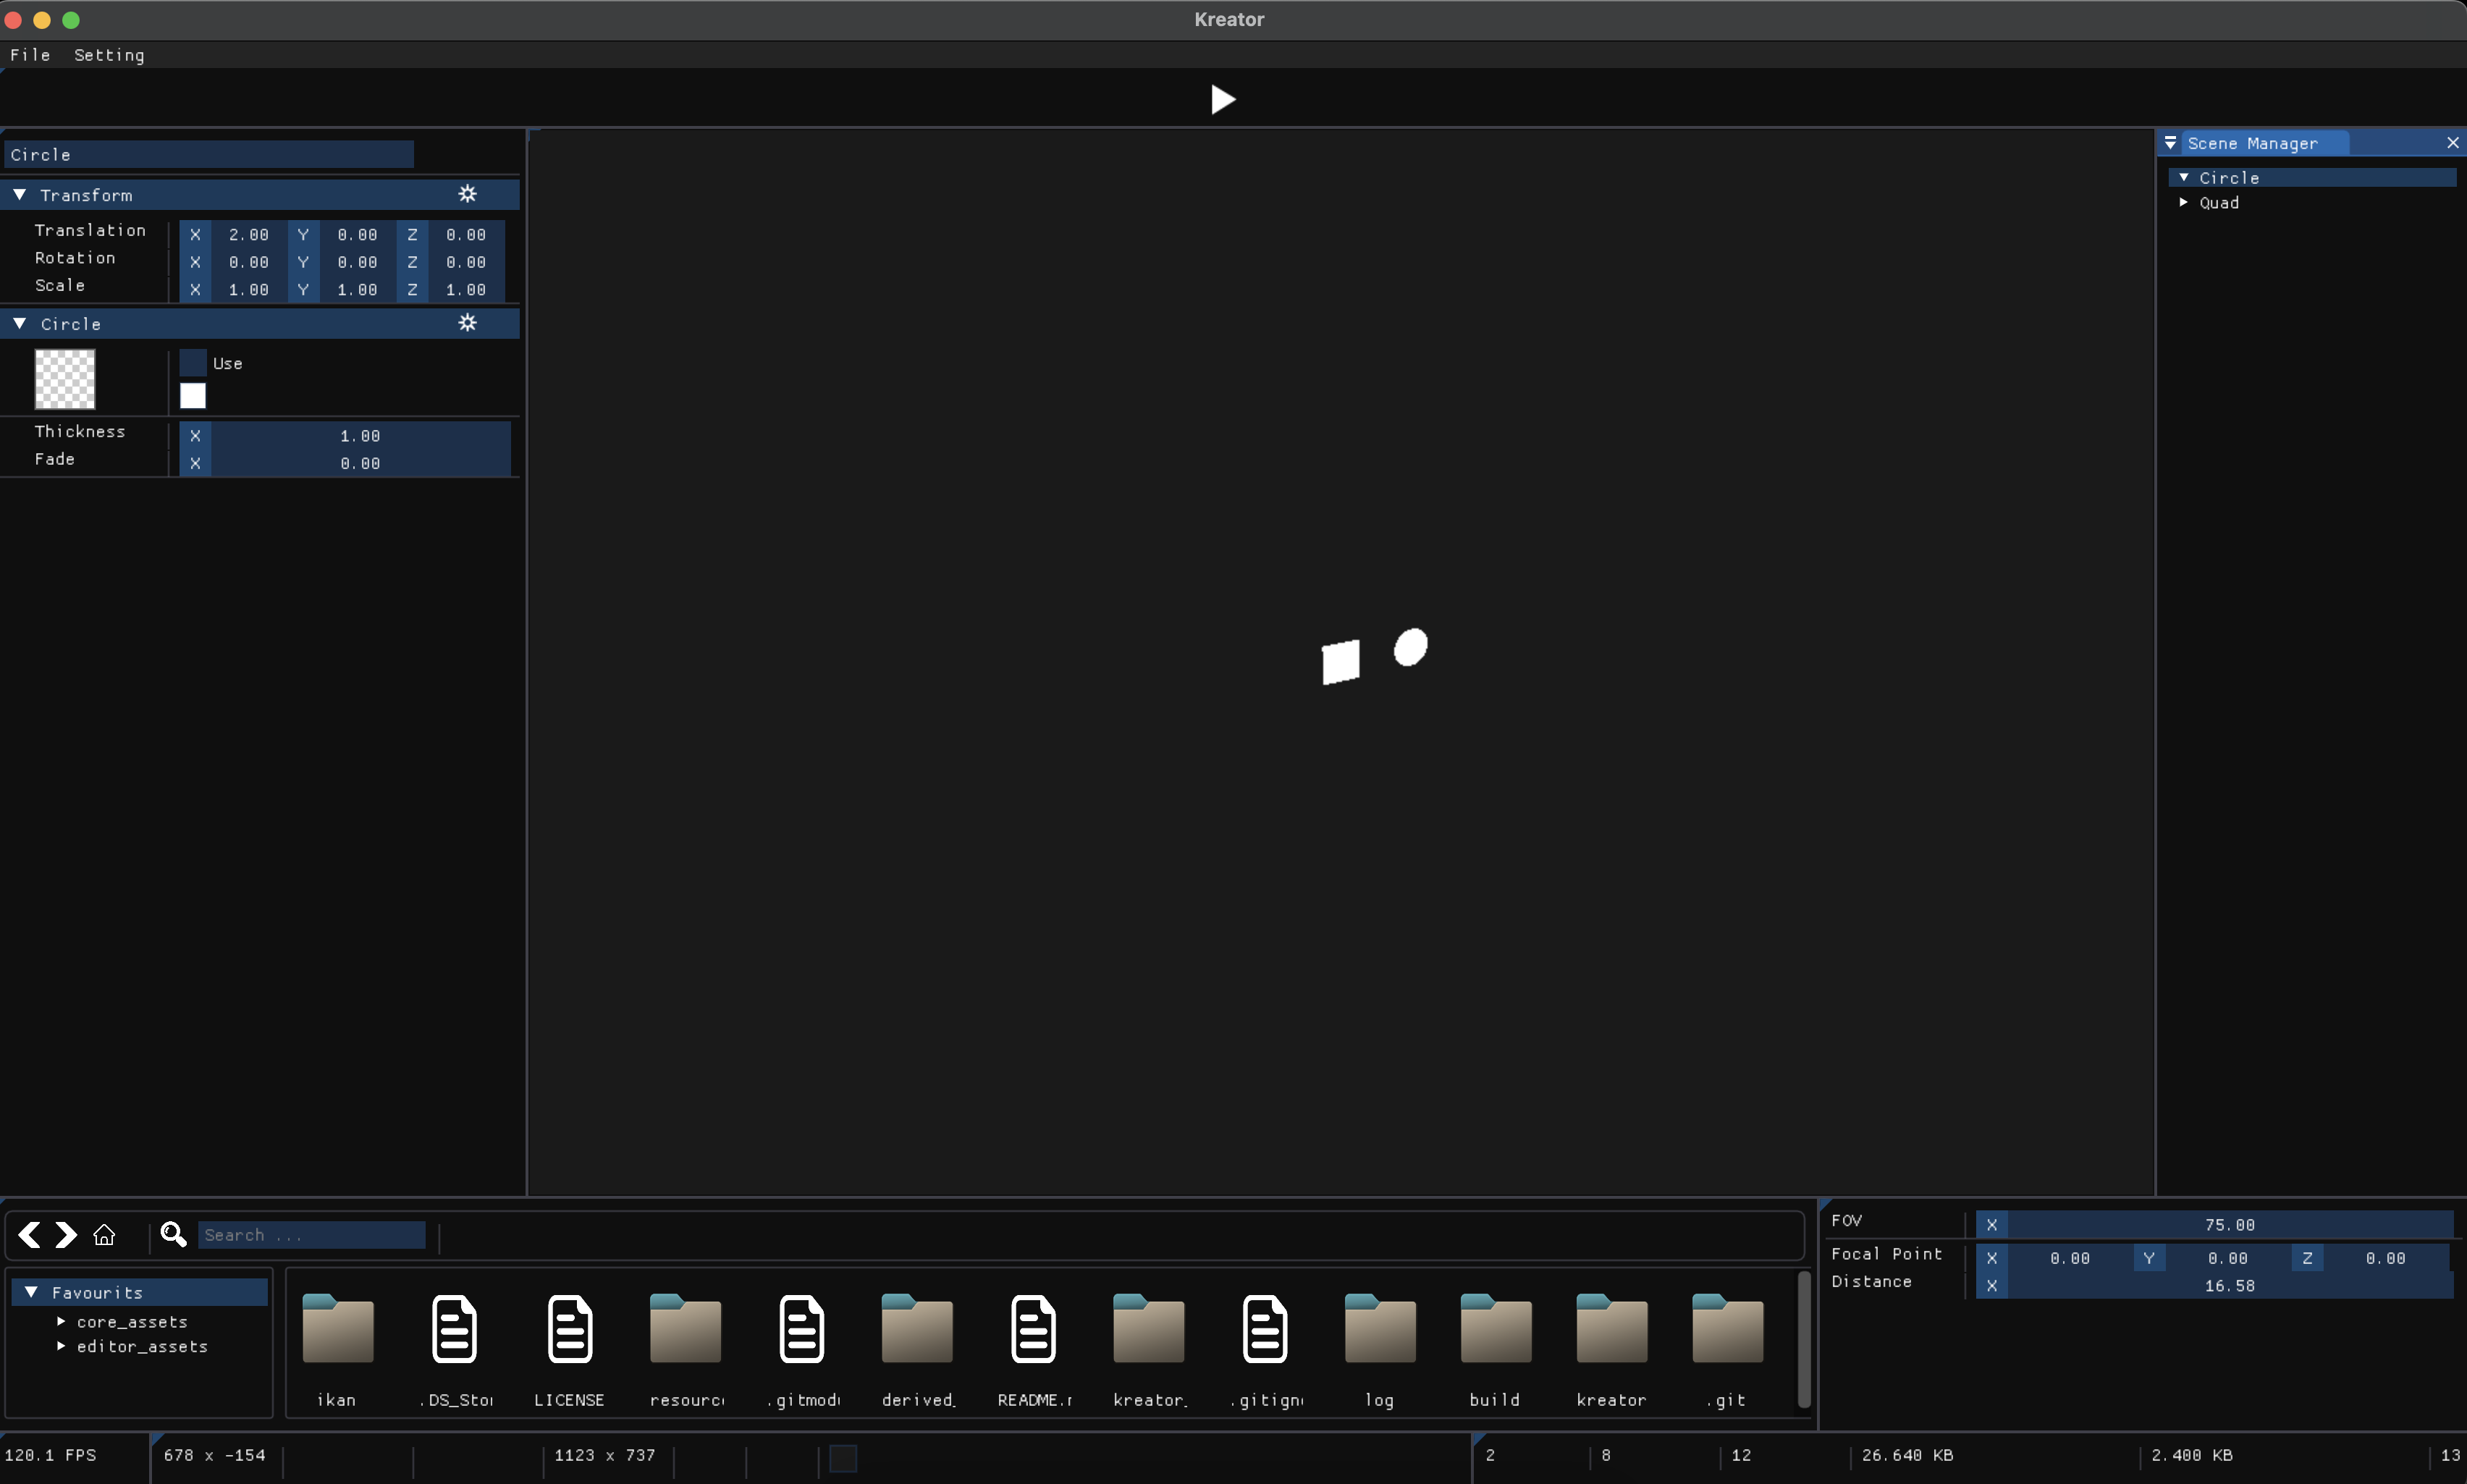 Kreator
File Setting
Circle
Transform
Translation X 2.00 Y 0.00 Z 0.00
Rotation X 0.00 Y 0.00 Z 0.00
Scale X 1.00 Y 1.00 Z 1.00
Circle
Use
Thickness X 1.00
Fade X 0.00
Scene Manager
Circle
Quad
Search ...
Favourits
core_assets
editor_assets
ikan .DS_Sto LICENSE resourc .gitmod derived_ README. kreator_ .gitign log build kreator .git
FOV X 75.00
Focal Point X 0.00 Y 0.00 Z 0.00
Distance X 16.58
120.1 FPS 678 x -154 1123 x 737 2 8 12 26.640 KB 2.400 KB 13